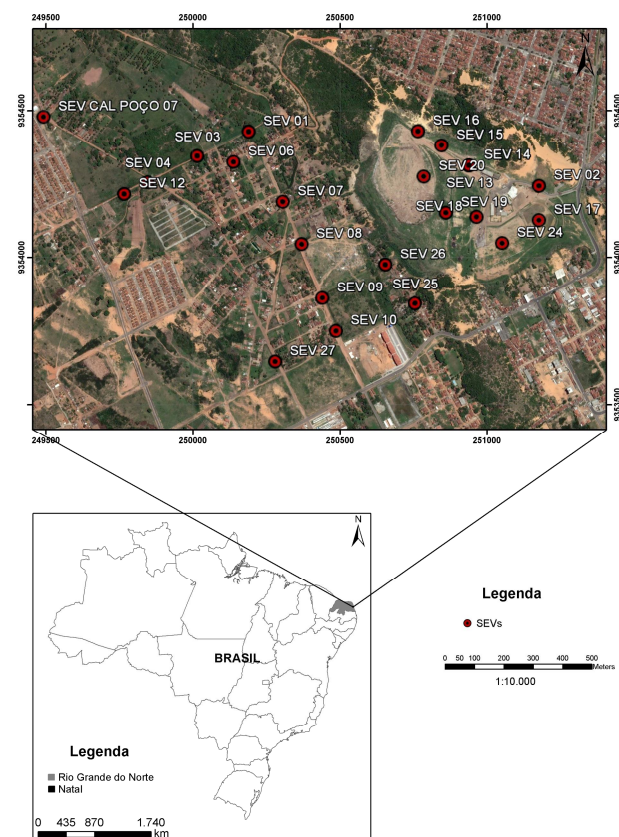 249500 250000 250500 251000
N
9354500 9354500
SEV CAL POÇO 07
SEV 01
SEV 16
SEV 15
SEV 03
SEV 06
SEV 14
SEV 04
SEV 20
SEV 02
SEV 12
SEV 13
SEV 07
SEV 18
SEV 19
SEV 17
SEV 08
SEV 24
9354000 9354000
SEV 26
SEV 09
SEV 25
SEV 10
SEV 27
9353500 9353500
249500 250000 250500 251000
N
BRASIL
Legenda
SEVs
0 50 100 200 300 400 500 Meters
1:10.000
Legenda
Rio Grande do Norte
Natal
0 435 870 1.740
km